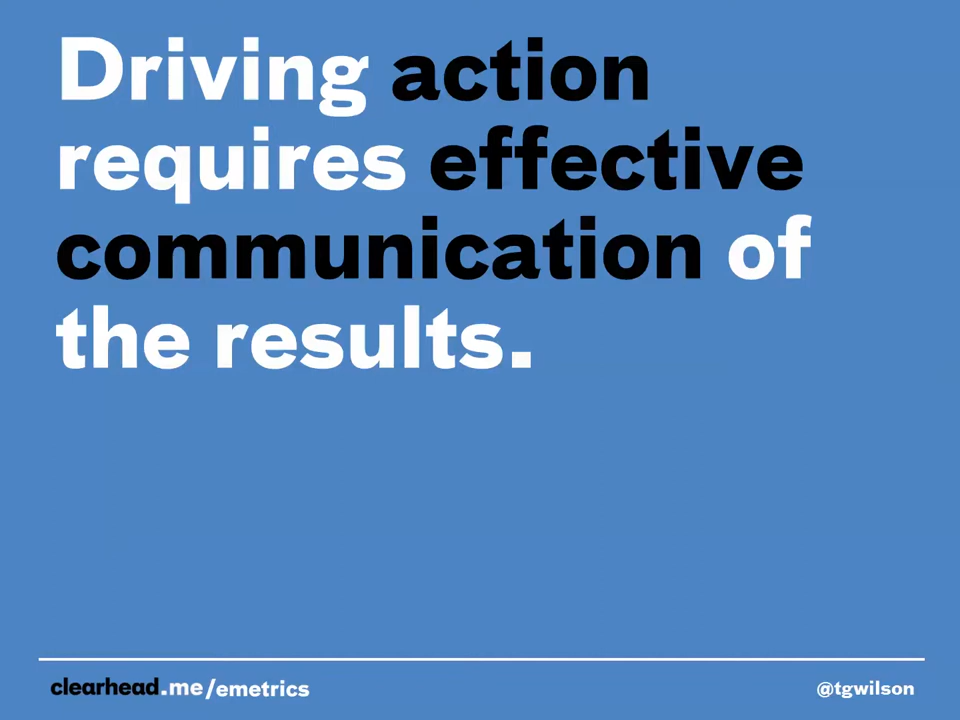 Driving action
requires effective
communication of
the results.
clearhead.me/emetrics
@tgwilson